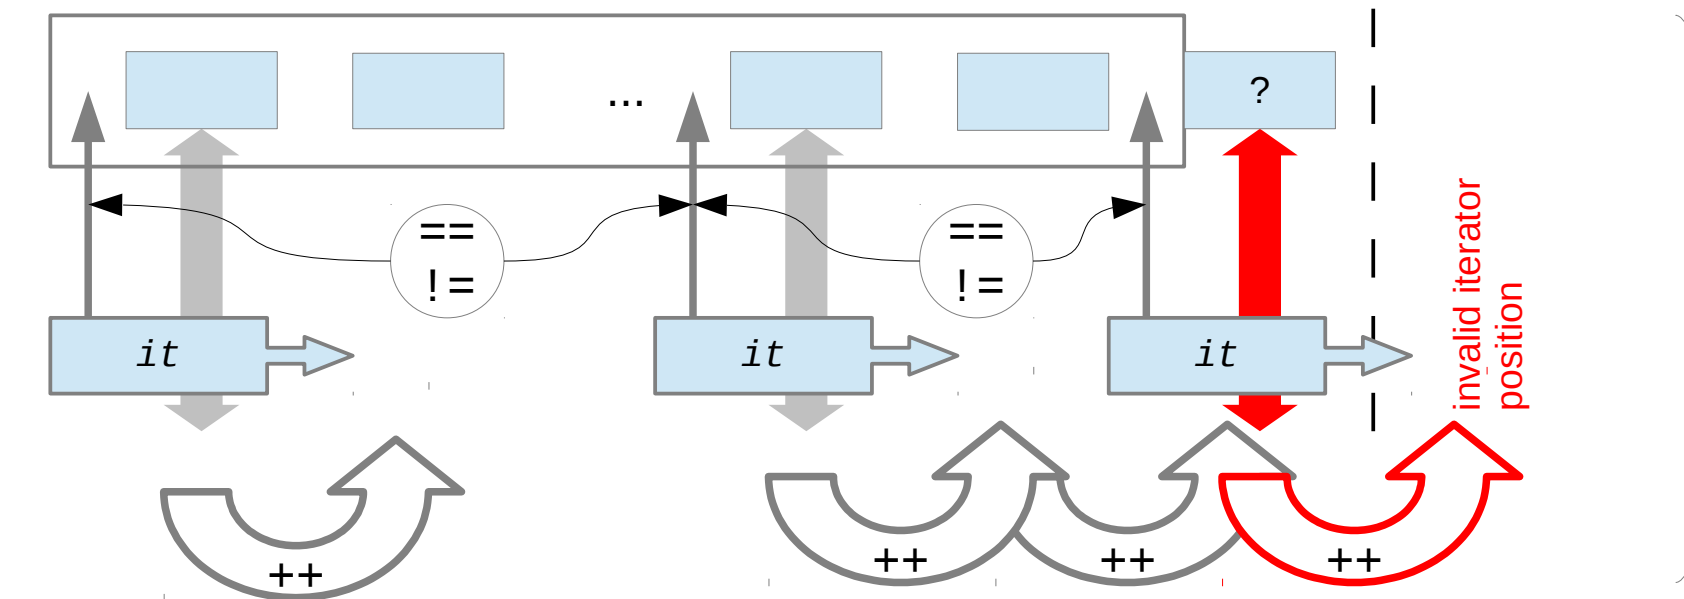 ...
?
==
!=
==
!=
it
it
it
invalid iterator
position
++
++
++
++